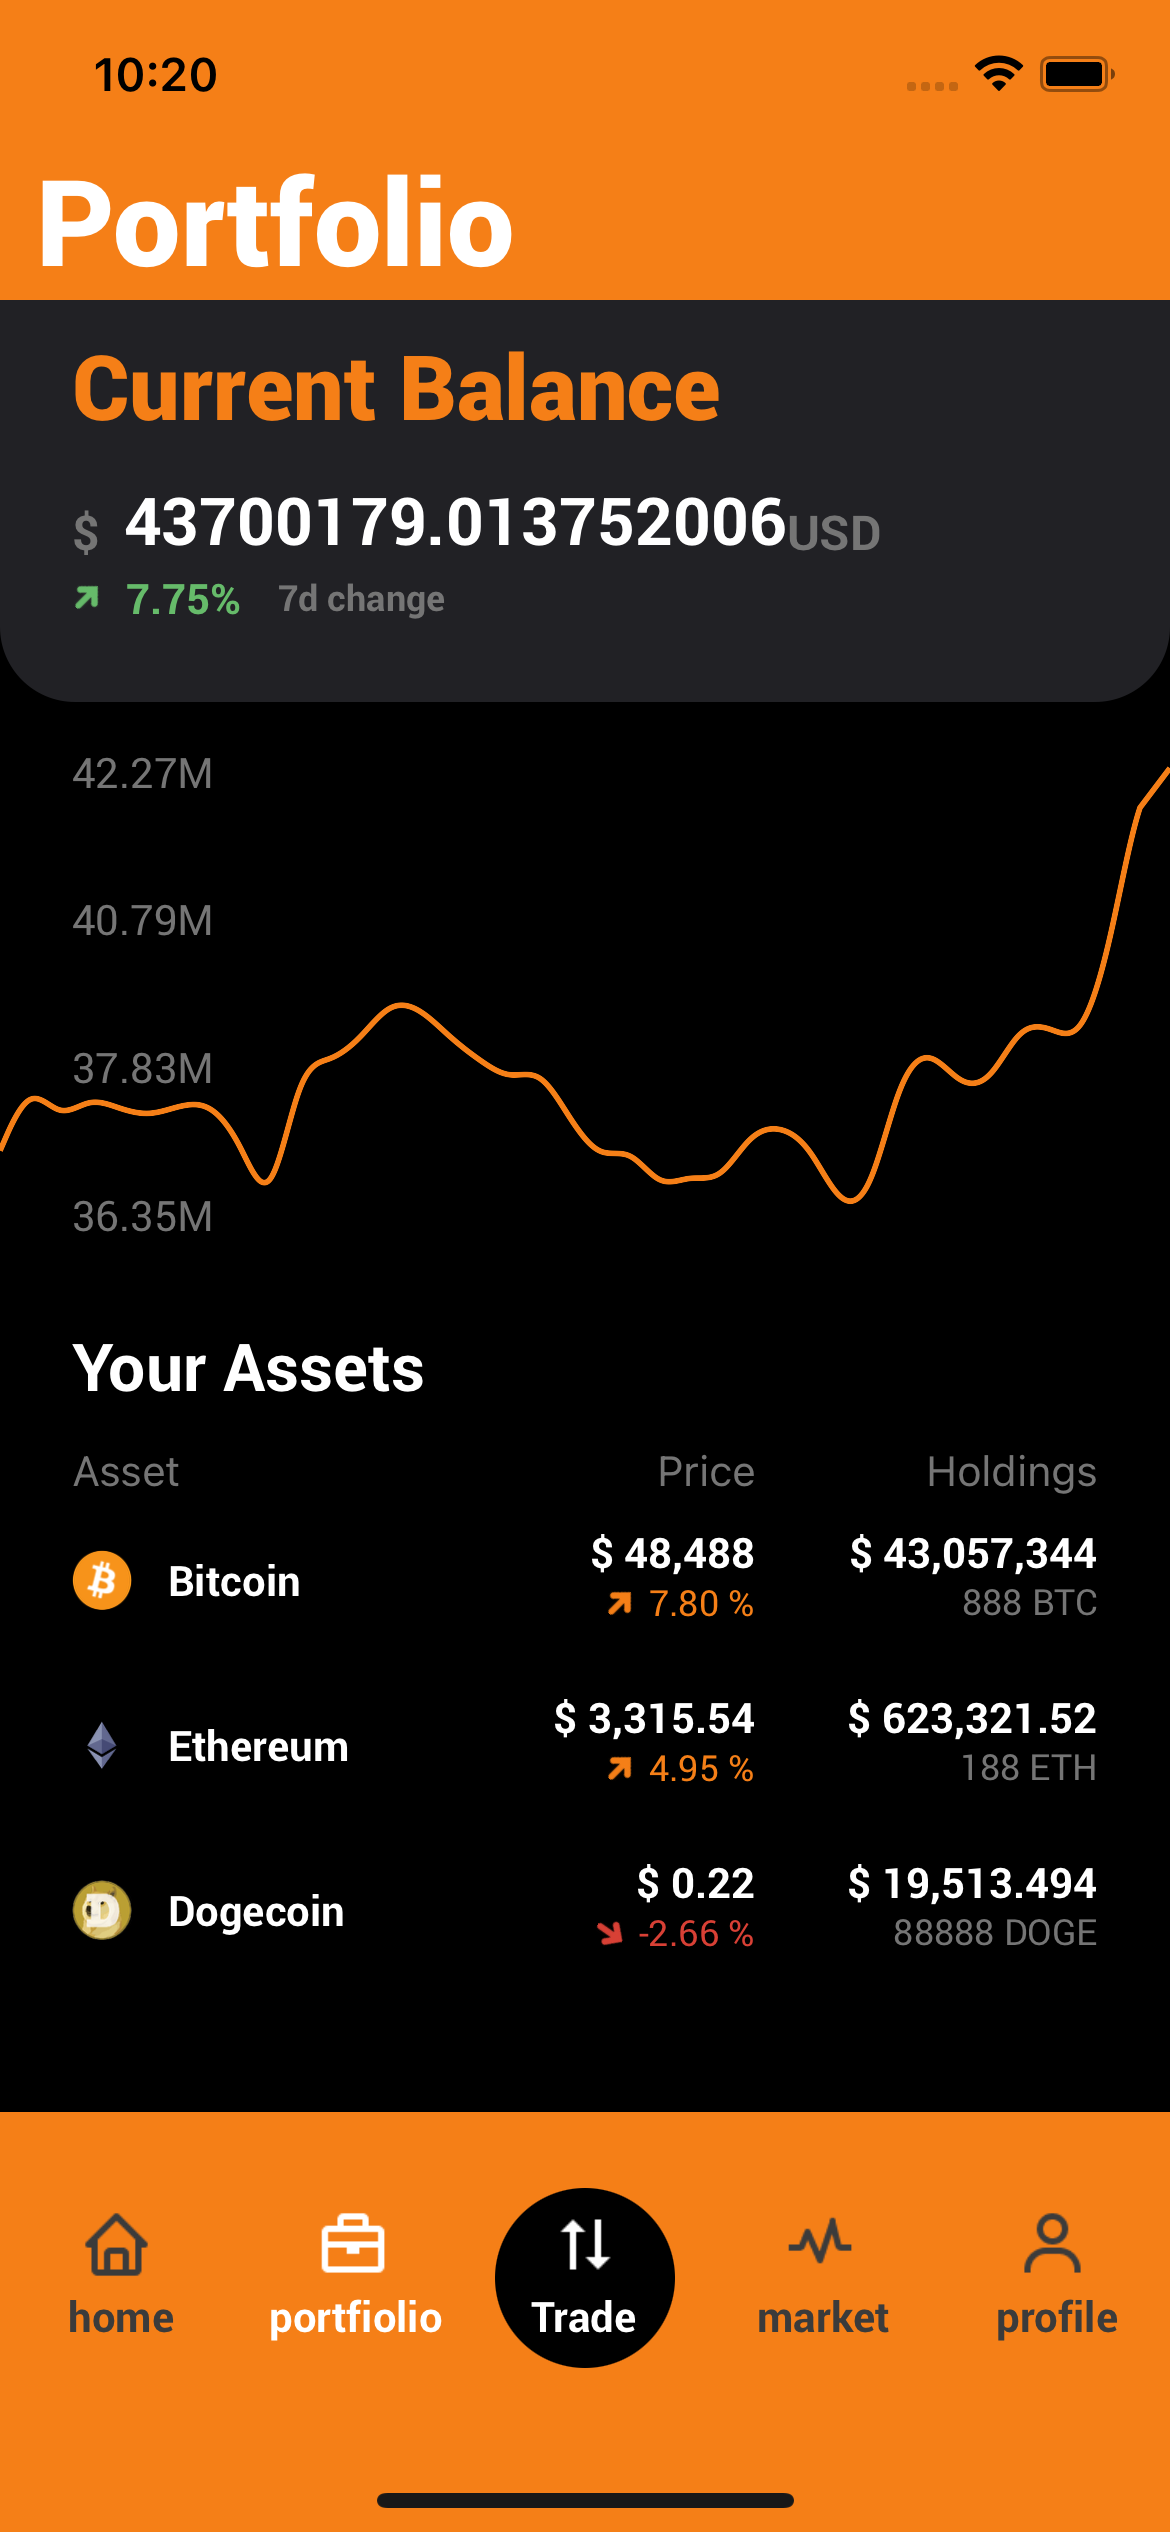 10:20
Portfolio
Current Balance
$ 43700179.013752006USD
7.75% 7d change
42.27M
40.79M
37.83M
36.35M
Your Assets
Asset Price Holdings
$ 48,488 $ 43,057,344
Bitcoin
7.80 % 888 BTC
$ 3,315.54 $ 623,321.52
Ethereum
4.95 % 188 ETH
$ 0.22 $ 19,513.494
Dogecoin
-2.66 % 88888 DOGE
home portfiolio Trade market profile